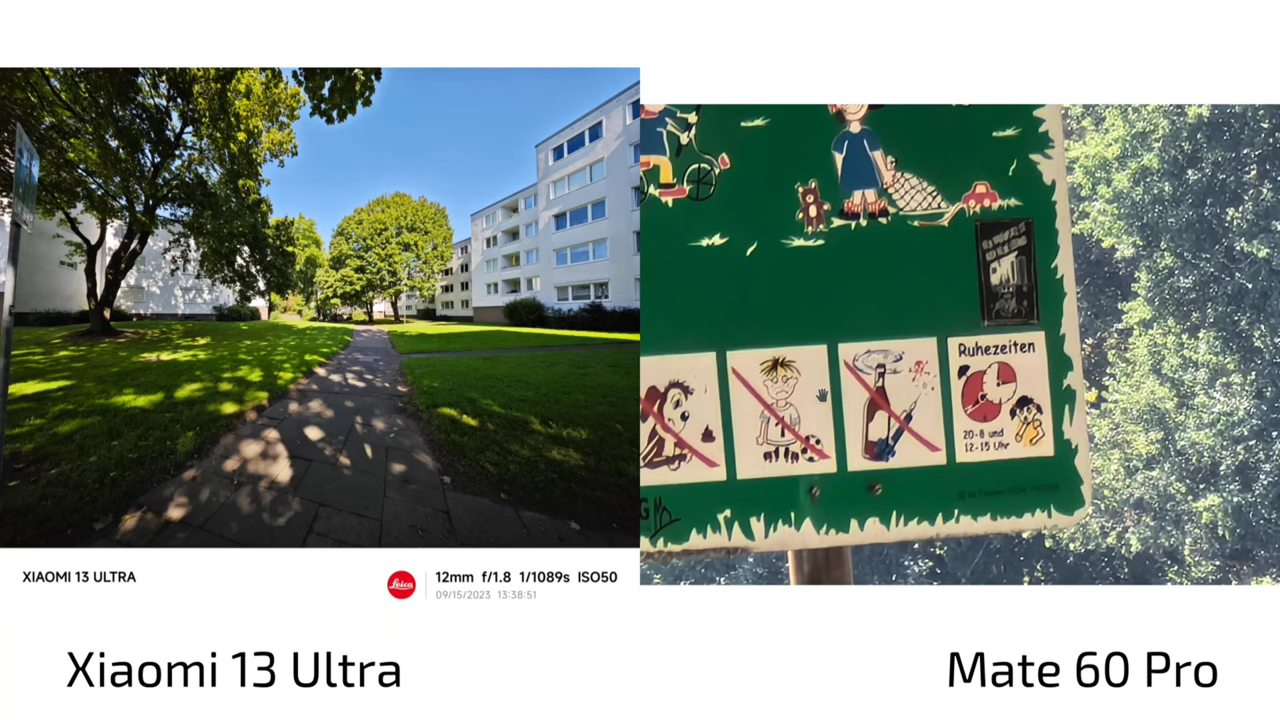 Ruhezeiten
20-8 und
12-15 Uhr
XIAOMI 13 ULTRA
Leica
12mm f/1.8 1/1089s ISO50
09/15/2023 13:38:51
Xiaomi 13 Ultra
Mate 60 Pro